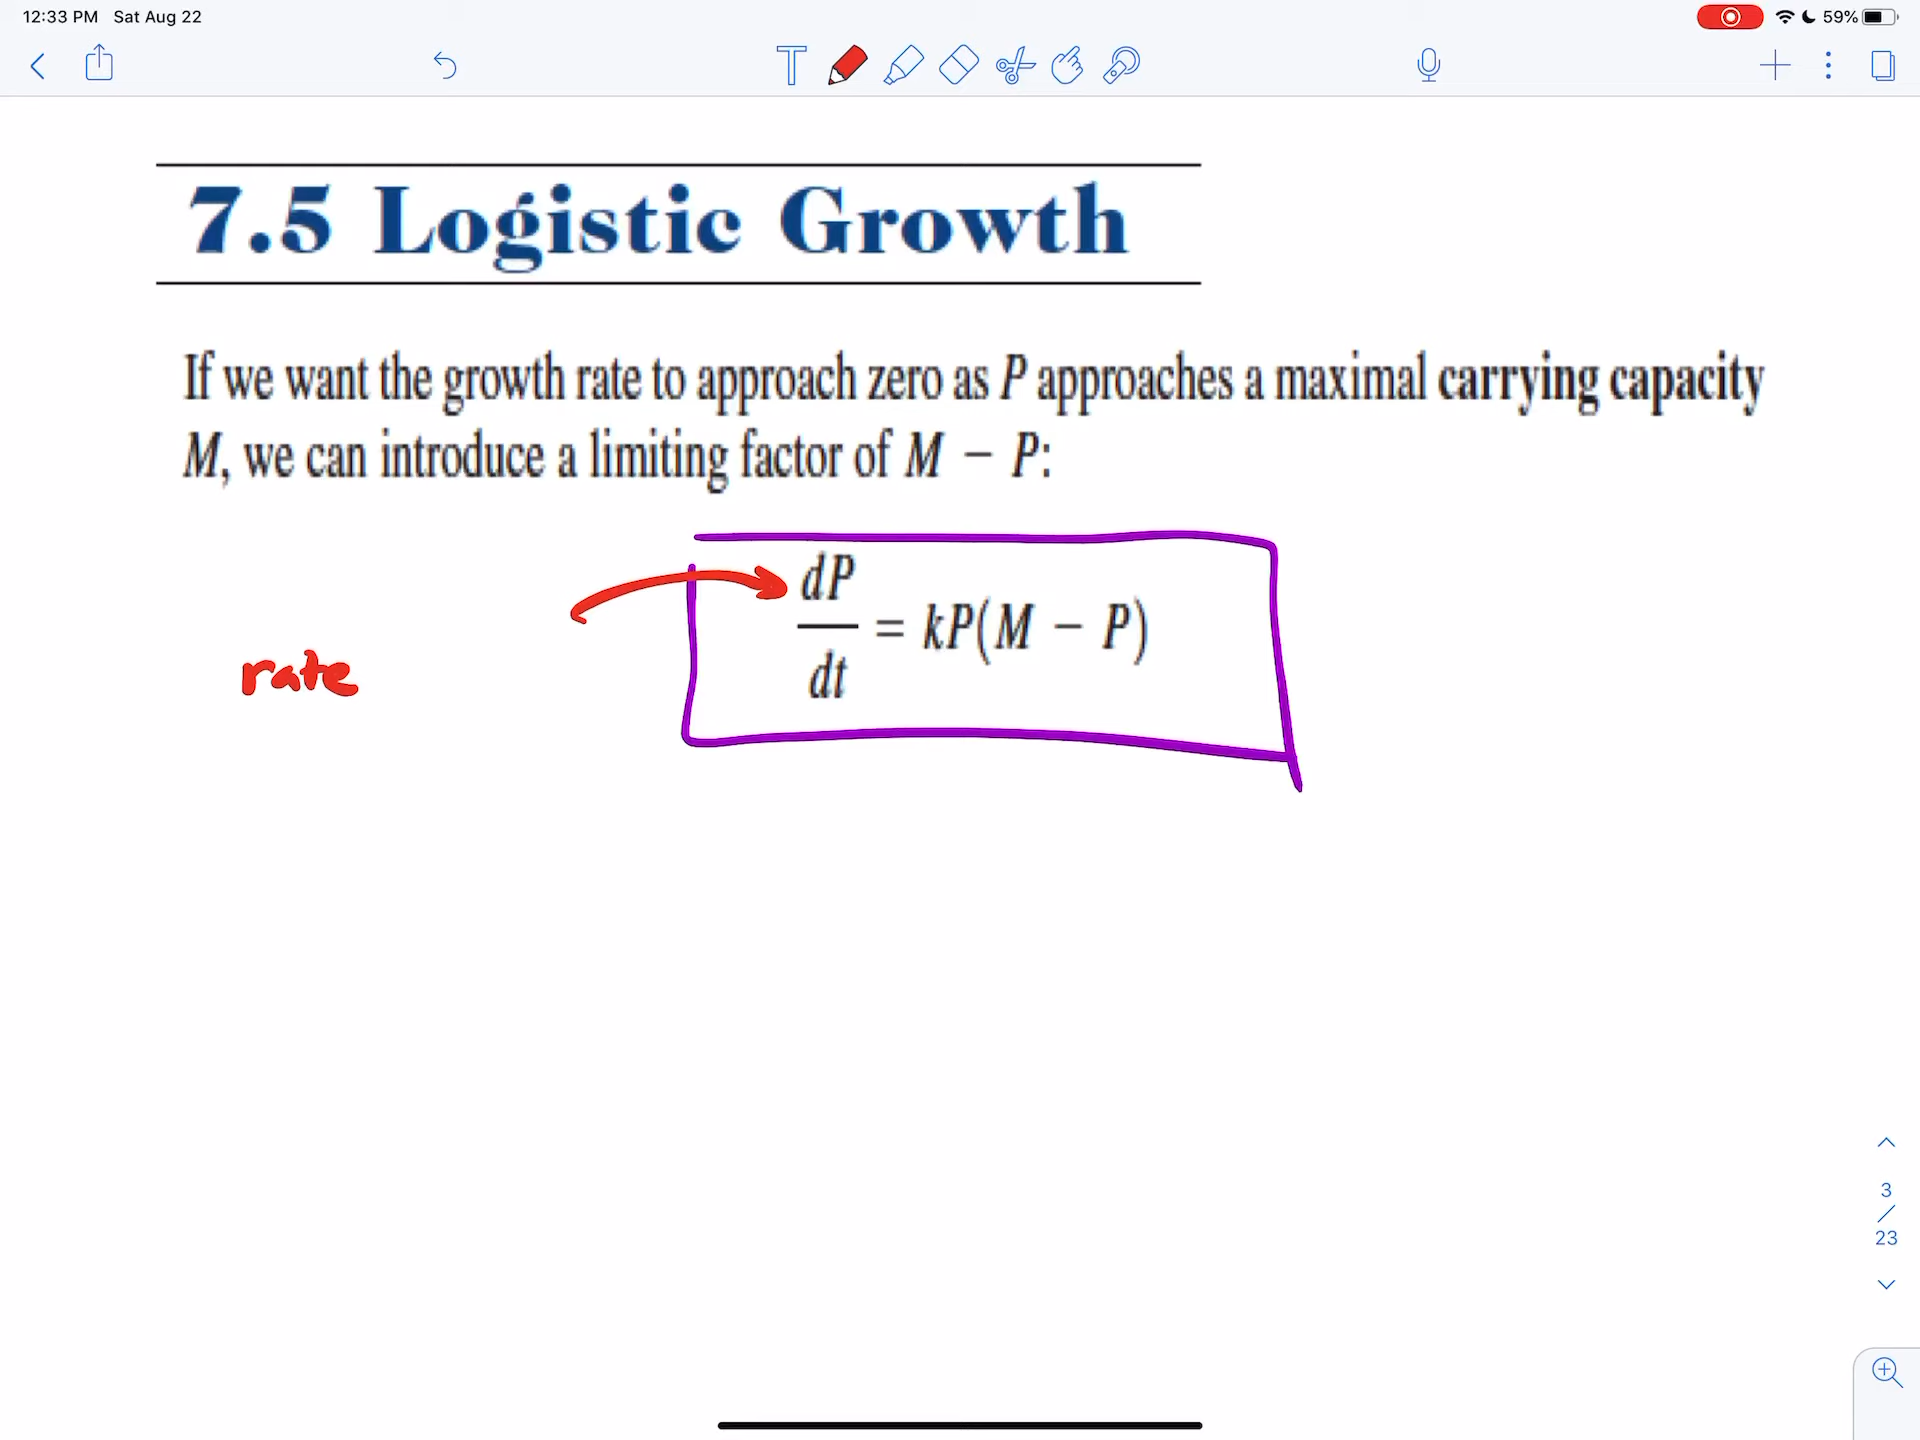 12:33 PM Sat Aug 22
59%
T
7.5 Logistic Growth
If we want the growth rate to approach zero as P approaches a maximal carrying capacity
M, we can introduce a limiting factor of M − P:
dP/dt = kP(M − P)
rate
3
/
23